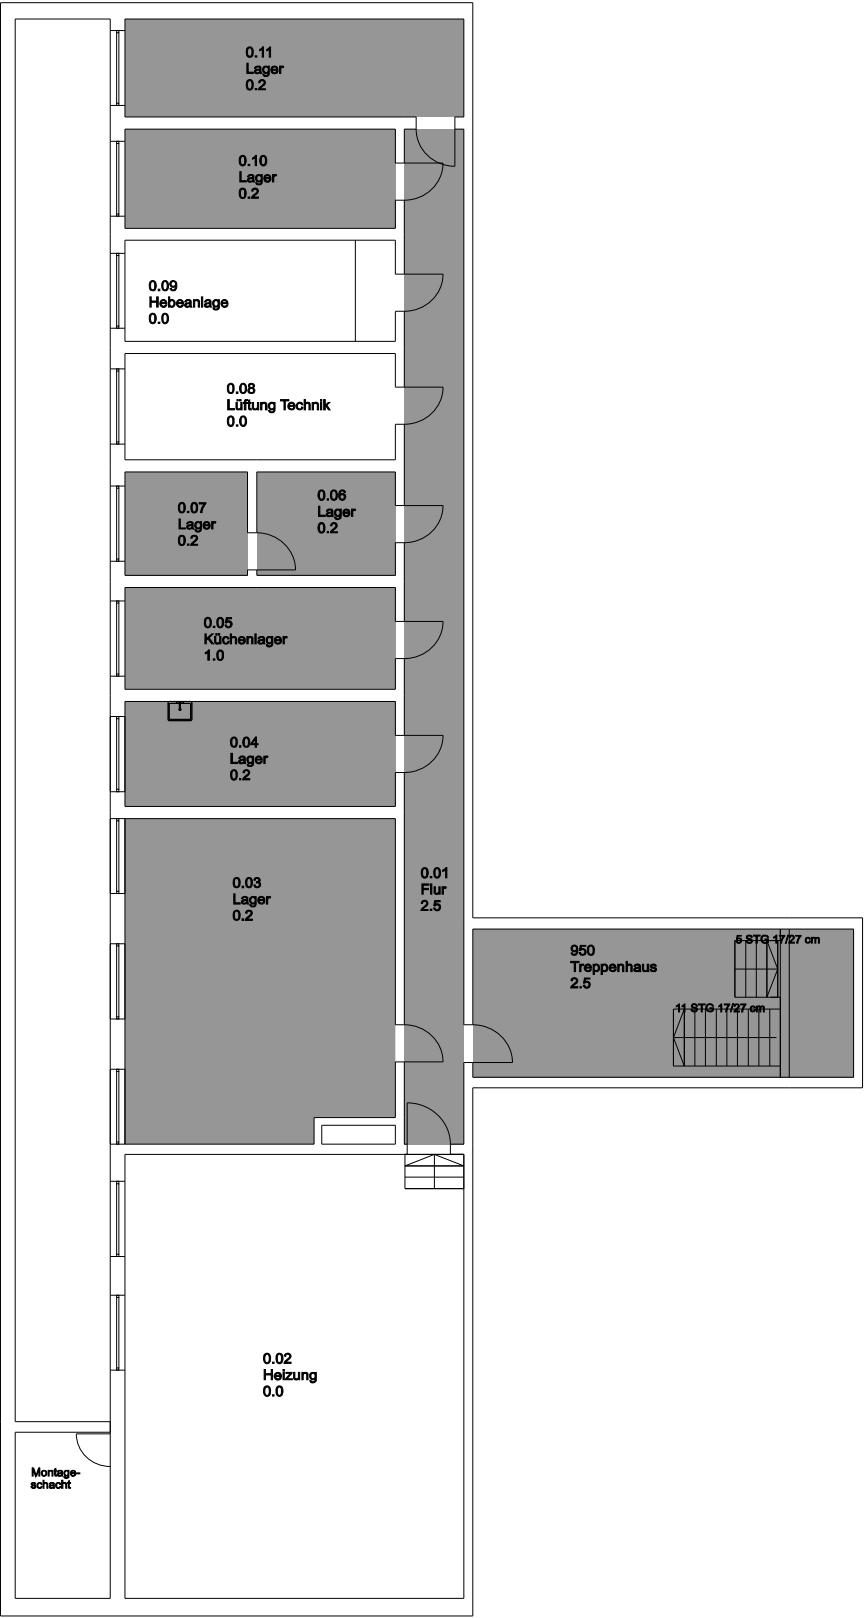 0.11
Lager
0.2
0.10
Lager
0.2
0.09
Hebeanlage
0.0
0.08
Lüftung Technik
0.0
0.07
Lager
0.2
0.06
Lager
0.2
0.05
Küchenlager
1.0
0.04
Lager
0.2
0.03
Lager
0.2
0.01
Flur
2.5
950
Treppenhaus
2.5
5 STG 17/27 cm
11 STG 17/27 cm
0.02
Heizung
0.0
Montage-
schacht